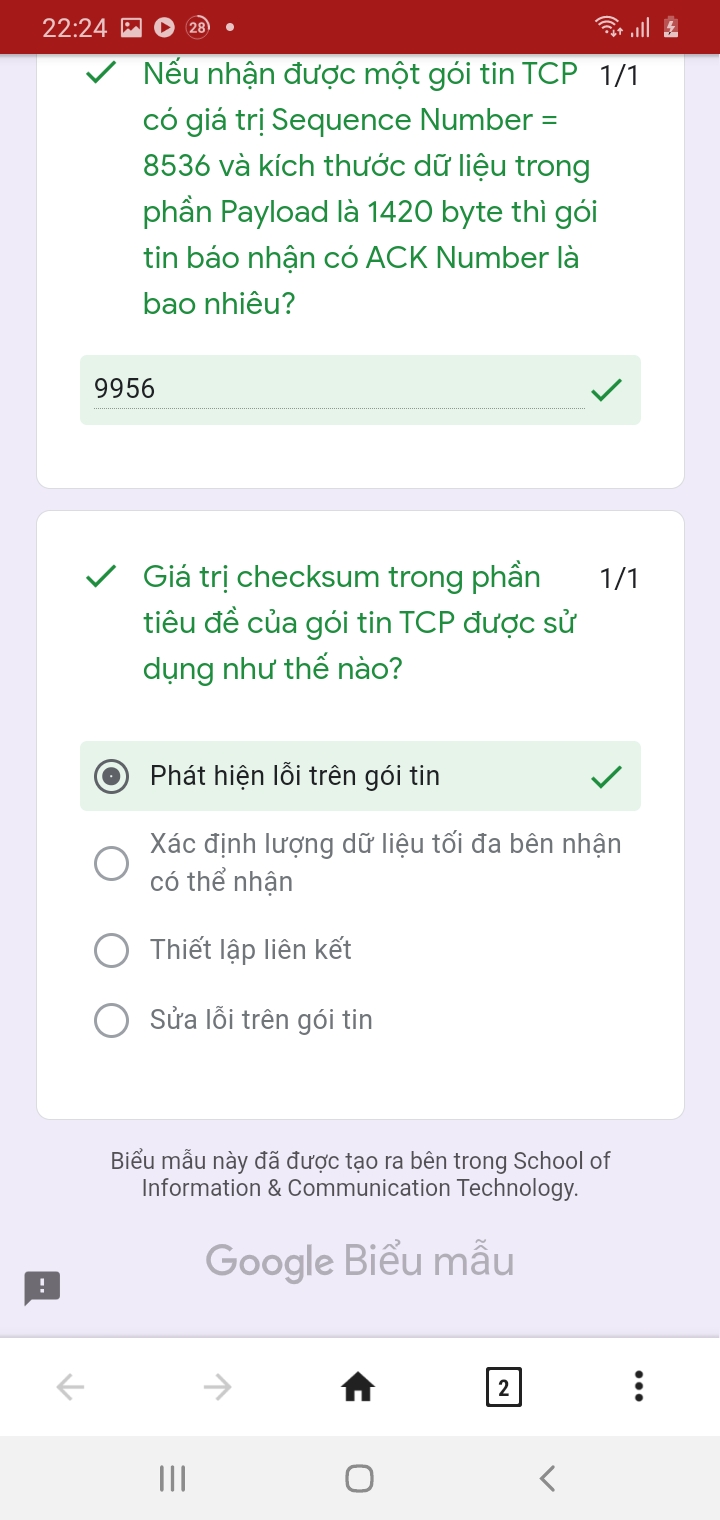 22:24 28
Nếu nhận được một gói tin TCP 1/1
có giá trị Sequence Number =
8536 và kích thước dữ liệu trong
phần Payload là 1420 byte thì gói
tin báo nhận có ACK Number là
bao nhiêu?
9956
Giá trị checksum trong phần 1/1
tiêu đề của gói tin TCP được sử
dụng như thế nào?
Phát hiện lỗi trên gói tin
Xác định lượng dữ liệu tối đa bên nhận
có thể nhận
Thiết lập liên kết
Sửa lỗi trên gói tin
Biểu mẫu này đã được tạo ra bên trong School of
Information & Communication Technology.
Google Biểu mẫu
2